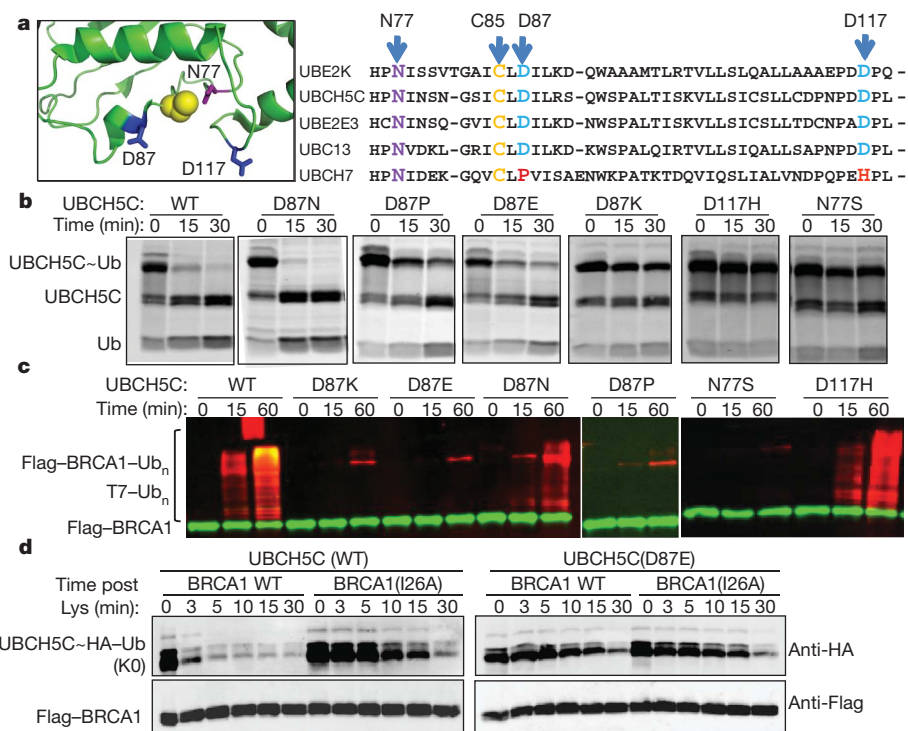 a
N77
D87
D117
N77 C85 D87 D117
UBE2K HPNISSVTGAICLDILKD-QWAAAMTLRTVLLSLQALLAAAEPDDPQ-
UBCH5C HPNINSN-GSICLDILRS-QWSPALTISKVLLSICSLLCDPNPDDPL-
UBE2E3 HCNINSQ-GVICLDILKD-NWSPALTISKVLLSICSLLTDCNPADPL-
UBC13 HPNVDKL-GRICLDILKD-KWSPALQIRTVLLSIQALLSAPNPDDPL-
UBCH7 HPNIDEK-GQVCLPVISAENWKPATKTDQVIQSLIALVNDPQPEHPL-
b
UBCH5C: WT D87N D87P D87E D87K D117H N77S
Time (min): 0 15 30 0 15 30 0 15 30 0 15 30 0 15 30 0 15 30 0 15 30
UBCH5C~Ub
UBCH5C
Ub
c
UBCH5C: WT D87K D87E D87N D87P N77S D117H
Time (min): 0 15 60 0 15 60 0 15 60 0 15 60 0 15 60 0 15 60 0 15 60
Flag–BRCA1–Ubn
T7–Ubn
Flag–BRCA1
d
UBCH5C (WT) UBCH5C(D87E)
Time post BRCA1 WT BRCA1(I26A) BRCA1 WT BRCA1(I26A)
Lys (min): 0 3 5 10 15 30 0 3 5 10 15 30 0 3 5 10 15 30 0 3 5 10 15 30
UBCH5C~HA–Ub
(K0)
Anti-HA
Flag–BRCA1
Anti-Flag